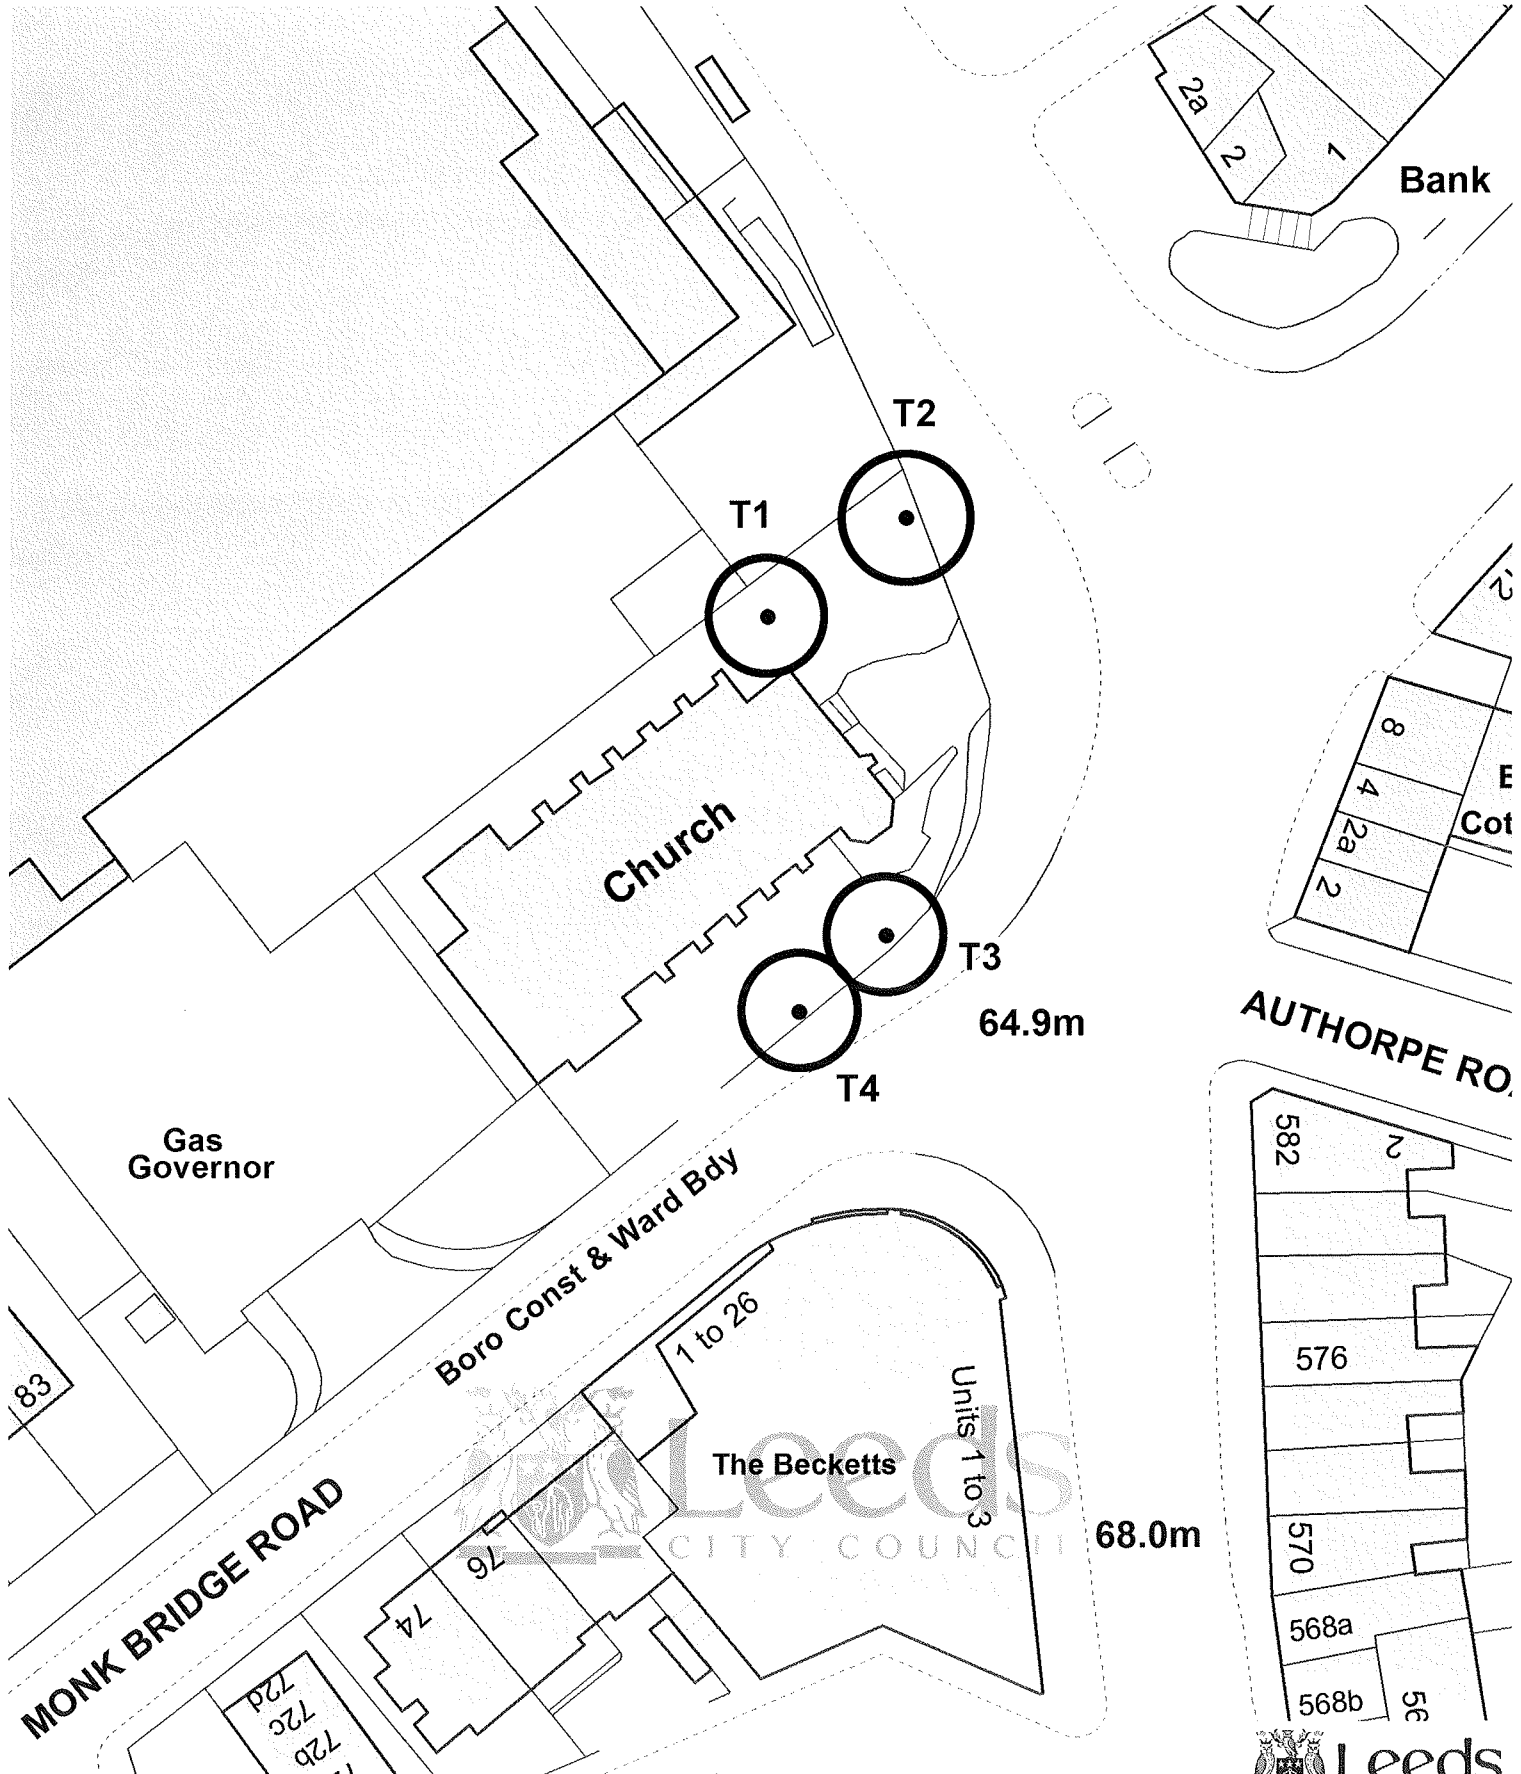 2a
2
1
Bank
T2
T1
8
4
2a
2
Church
T3
64.9m
T4
AUTHORPE
582
2
Gas
Governor
Boro Const & Ward Bdy
1 to 26
576
83
Units 1 to 3
The Becketts
Leeds
CITY COUNCIL
68.0m
570
MONK BRIDGE ROAD
76
74
568a
568b
72d
72c
72b
Leeds